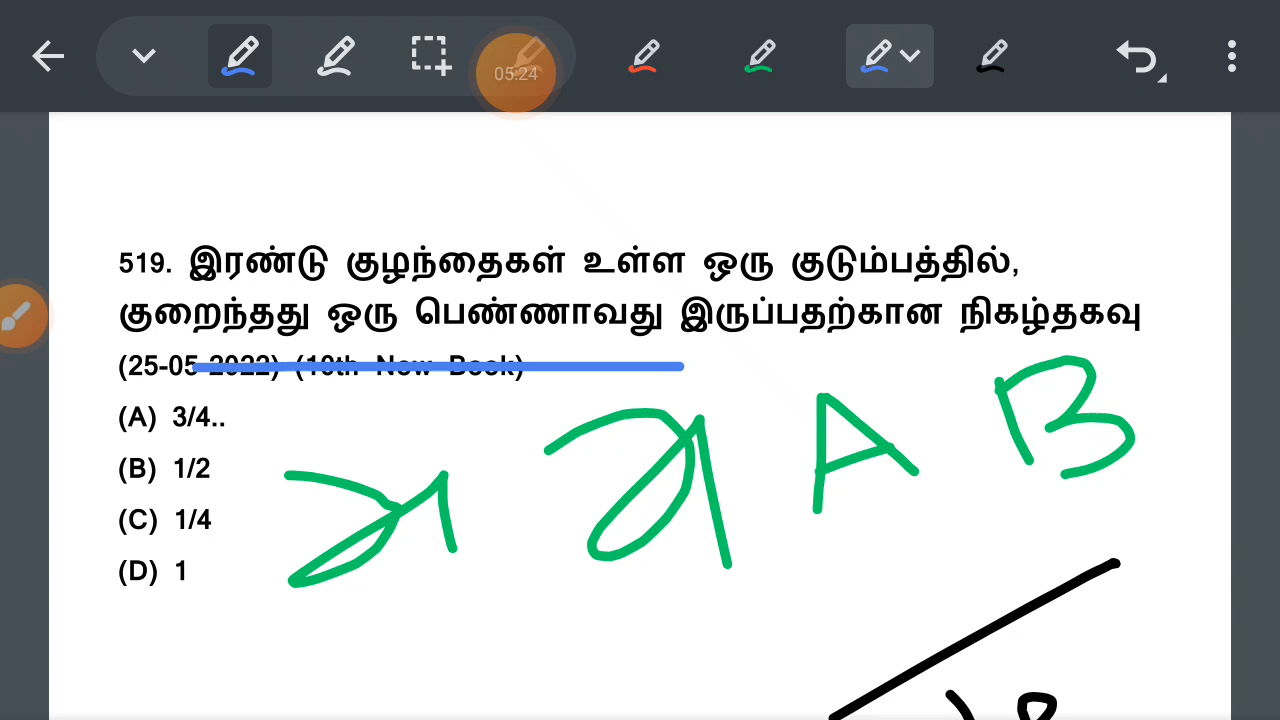 05:24
519. இரண்டு குழந்தைகள் உள்ள ஒரு குடும்பத்தில்,
குறைந்தது ஒரு பெண்ணாவது இருப்பதற்கான நிகழ்தகவு
(25-05-2022) (10th New Book)
(A) 3/4..
(B) 1/2
(C) 1/4
(D) 1
A B